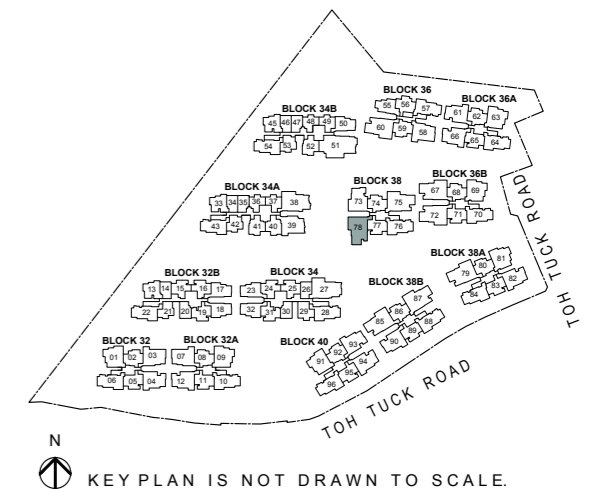 BLOCK 36
BLOCK 36A
55 56 57
61 62 63
60 59 58
66 65 64
BLOCK 34B
45 46 47 48 49 50
54 53 52 51
BLOCK 36B
67 68 69
72 71 70
BLOCK 38
73 74 75
78 77 76
BLOCK 34A
33 34 35 36 37 38
43 42 41 40 39
TOH TUCK ROAD
BLOCK 38A
79 80 81
84 83 82
BLOCK 32B
13 14 15 16 17
22 21 20 19 18
BLOCK 34
23 24 25 26 27
32 31 30 29 28
BLOCK 38B
85 86 87
90 89 88
BLOCK 32
01 02 03
06 05 04
BLOCK 32A
07 08 09
12 11 10
BLOCK 40
91 92 93
96 95 94
TOH TUCK ROAD
N
KEY PLAN IS NOT DRAWN TO SCALE.